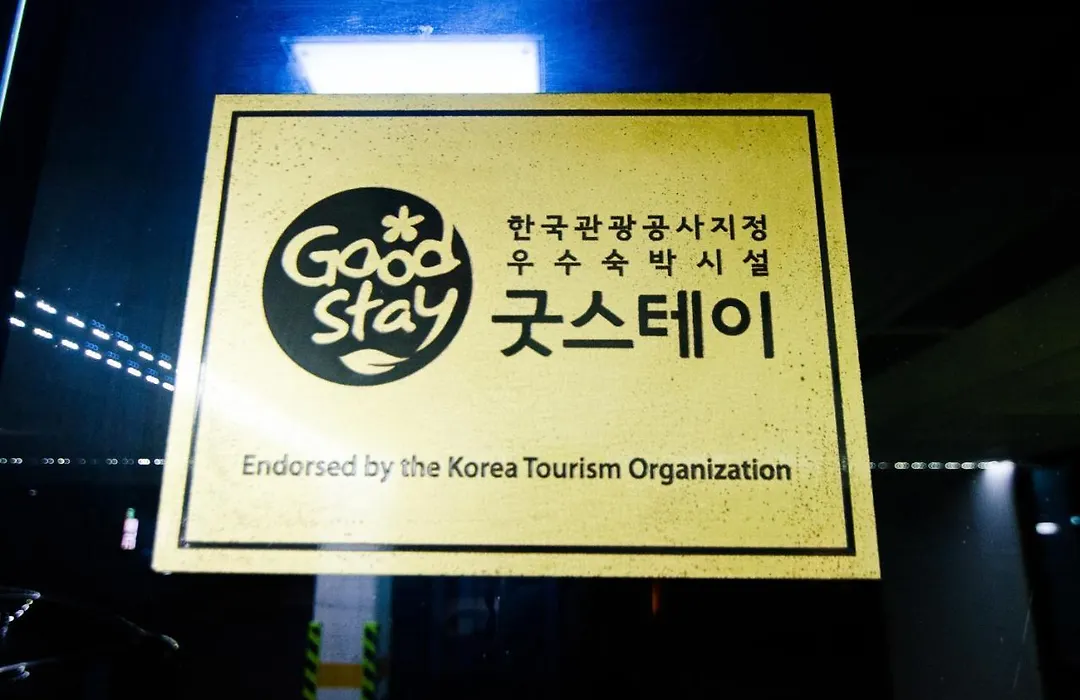 Good
stay
한국관광공사지정
우수숙박시설
굿스테이
Endorsed by the Korea Tourism Organization